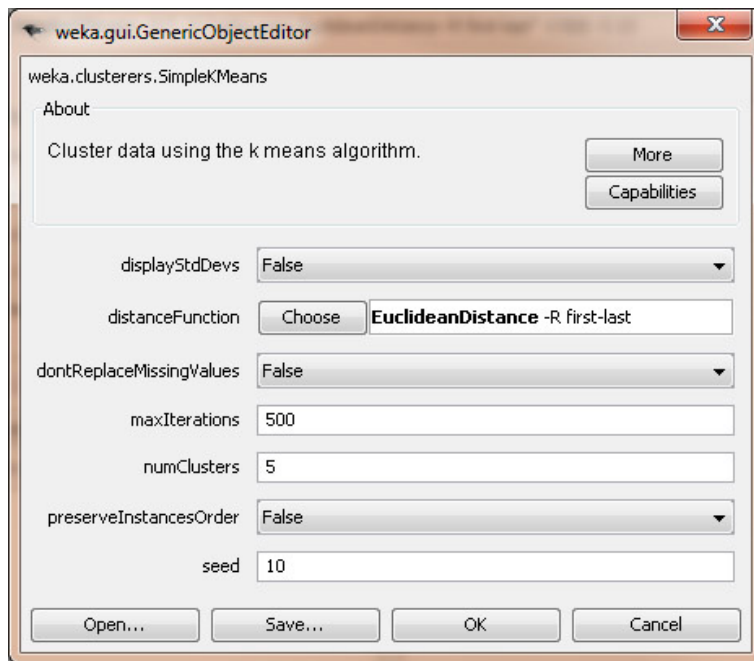 weka.gui.GenericObjectEditor
weka.clusterers.SimpleKMeans
About
Cluster data using the k means algorithm.
More
Capabilities
displayStdDevs False
distanceFunction Choose EuclideanDistance -R first-last
dontReplaceMissingValues False
maxIterations 500
numClusters 5
preserveInstancesOrder False
seed 10
Open... Save... OK Cancel